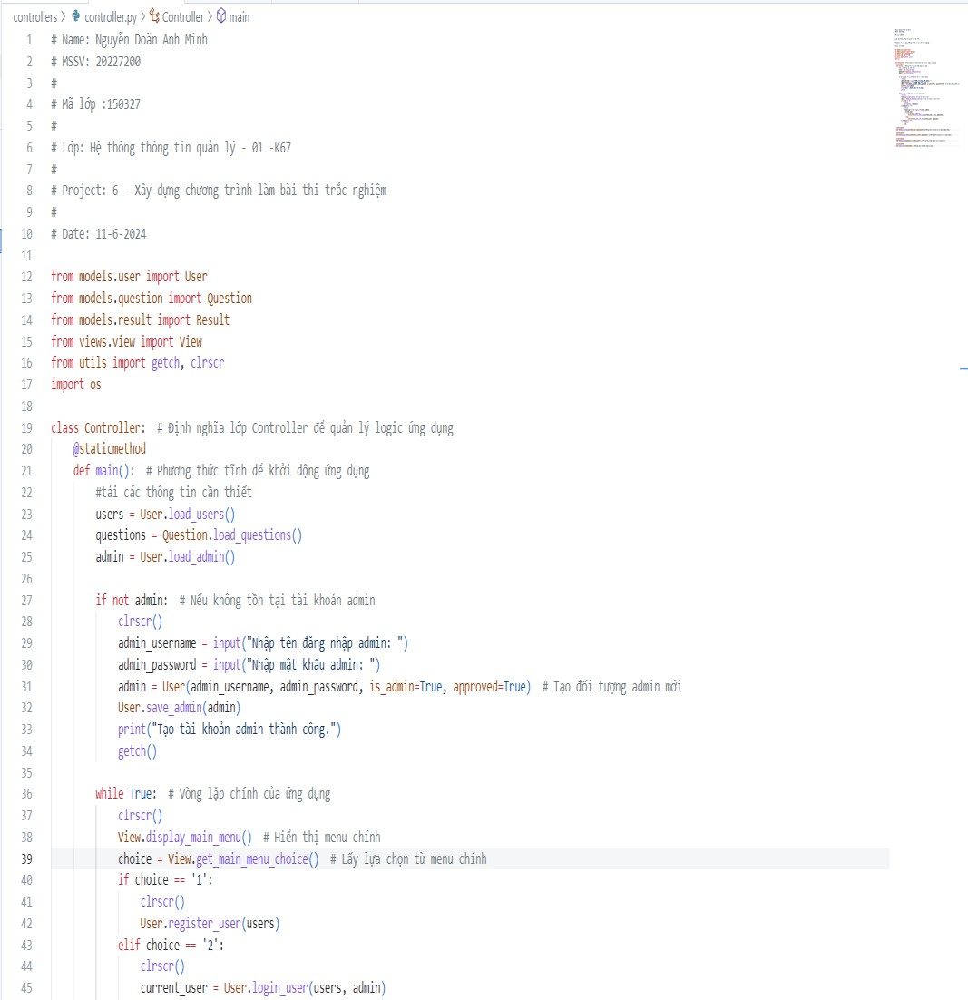 controllers > controller.py > Controller > main
1 # Name: Nguyễn Doãn Anh Minh
2 # MSSV: 20227200
3 #
4 # Mã lớp :150327
5 #
6 # Lớp: Hệ thống thông tin quản lý - 01 -K67
7 #
8 # Project: 6 - Xây dựng chương trình làm bài thi trắc nghiệm
9 #
10 # Date: 11-6-2024
11
12 from models.user import User
13 from models.question import Question
14 from models.result import Result
15 from views.view import View
16 from utils import getch, clrscr
17 import os
18
19 class Controller:  # Định nghĩa lớp Controller để quản lý logic ứng dụng
20     @staticmethod
21     def main():  # Phương thức tĩnh để khởi động ứng dụng
22         #tải các thông tin cần thiết
23         users = User.load_users()
24         questions = Question.load_questions()
25         admin = User.load_admin()
26
27         if not admin:  # Nếu không tồn tại tài khoản admin
28             clrscr()
29             admin_username = input("Nhập tên đăng nhập admin: ")
30             admin_password = input("Nhập mật khẩu admin: ")
31             admin = User(admin_username, admin_password, is_admin=True, approved=True)  # Tạo đối tượng admin mới
32             User.save_admin(admin)
33             print("Tạo tài khoản admin thành công.")
34             getch()
35
36         while True:  # Vòng lặp chính của ứng dụng
37             clrscr()
38             View.display_main_menu()  # Hiển thị menu chính
39             choice = View.get_main_menu_choice()  # Lấy lựa chọn từ menu chính
40             if choice == '1':
41                 clrscr()
42                 User.register_user(users)
43             elif choice == '2':
44                 clrscr()
45                 current_user = User.login_user(users, admin)